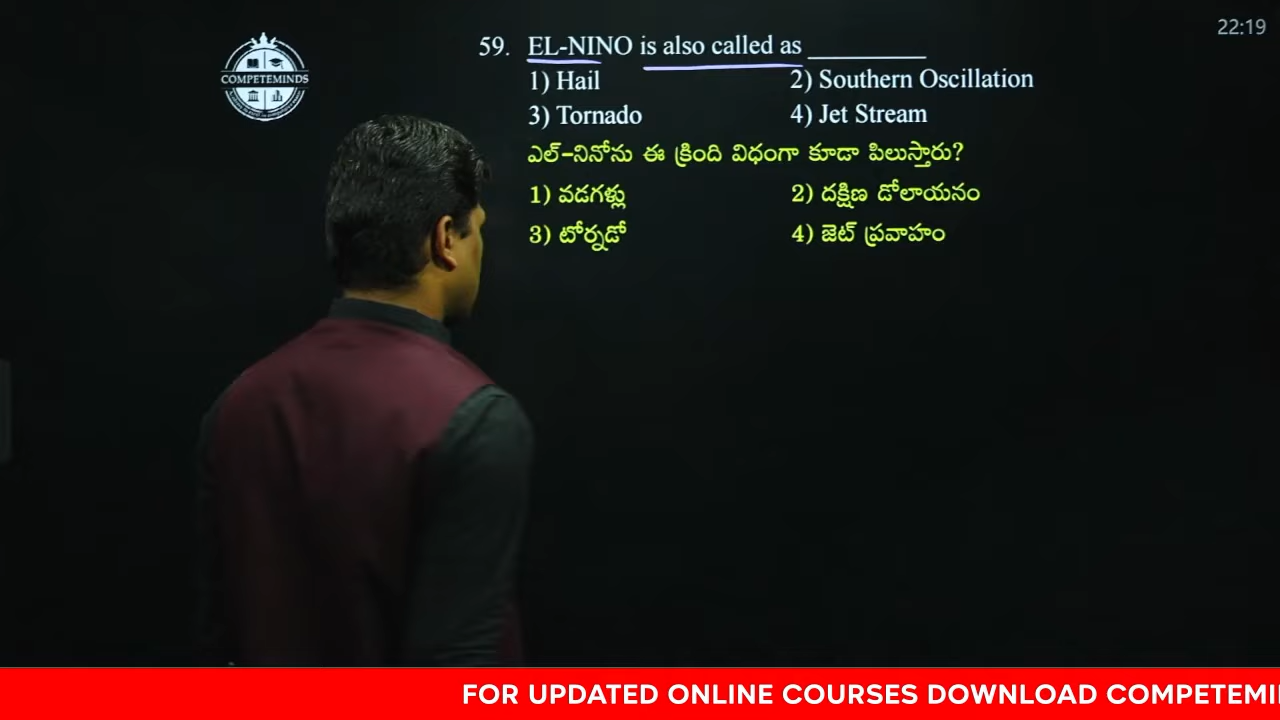 22:19
COMPETEMINDS
59. EL-NINO is also called as __________
1) Hail 2) Southern Oscillation
3) Tornado 4) Jet Stream
ఎల్-నినోను ఈ క్రింది విధంగా కూడా పిలుస్తారు?
1) వడగళ్లు 2) దక్షిణ డోలాయనం
3) టోర్నడో 4) జెట్ ప్రవాహం
FOR UPDATED ONLINE COURSES DOWNLOAD COMPETEMI